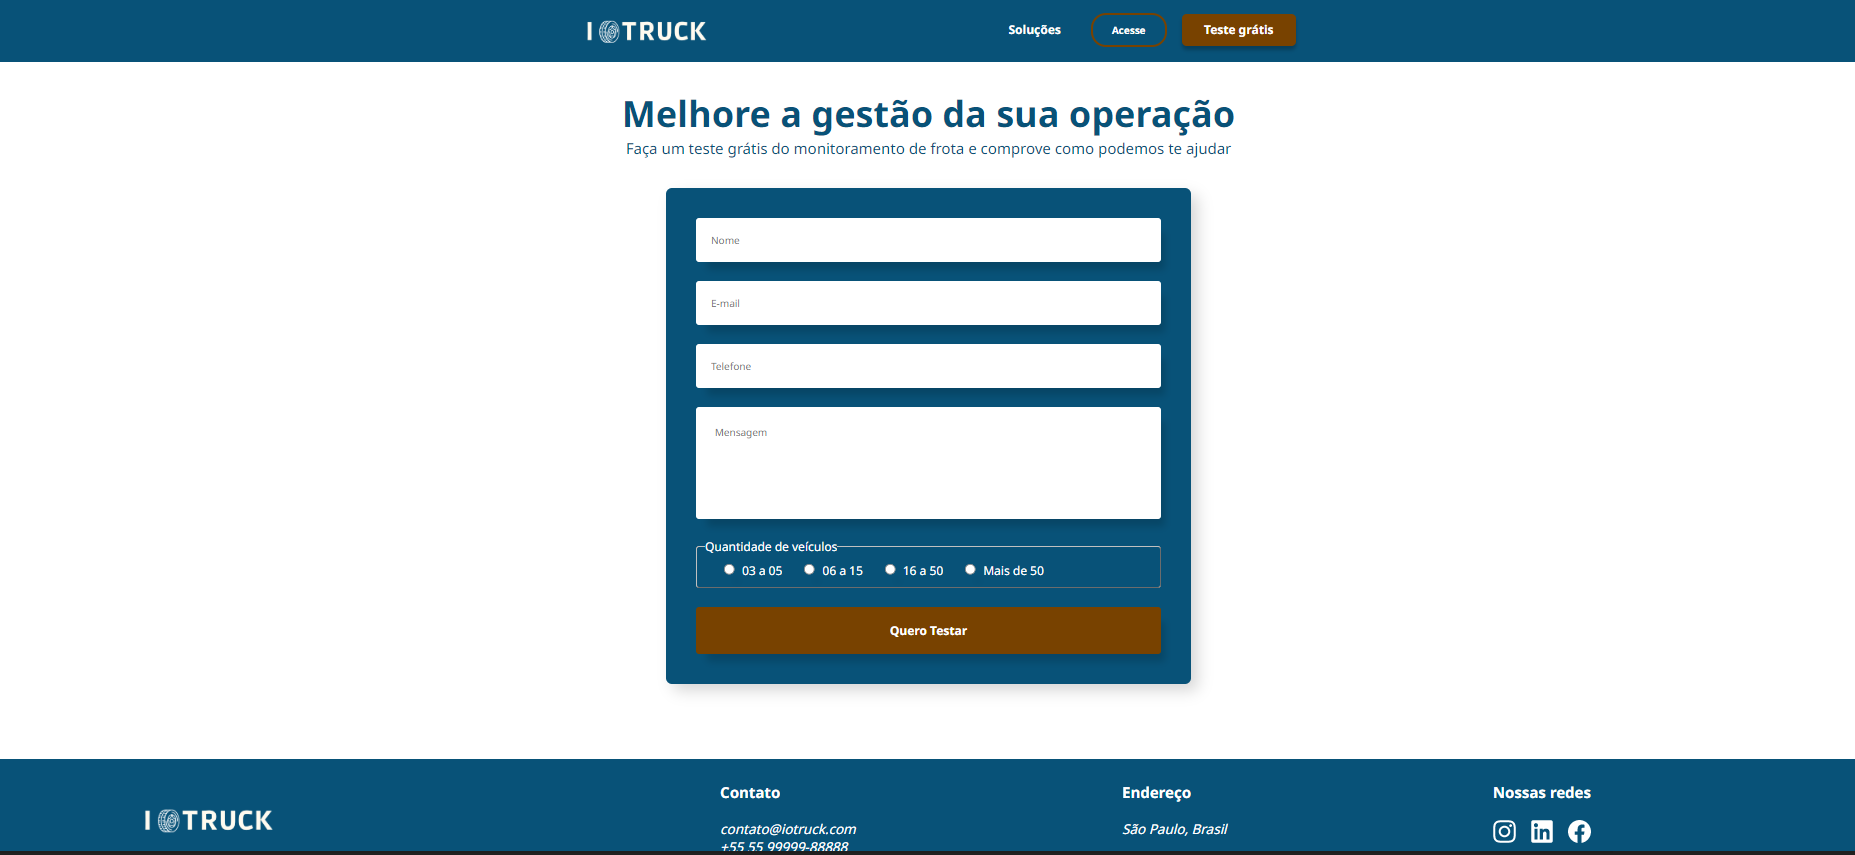 IOTRUCK
Soluções
Acesse
Teste grátis
Melhore a gestão da sua operação
Faça um teste grátis do monitoramento de frota e comprove como podemos te ajudar
Nome
E-mail
Telefone
Mensagem
Quantidade de veículos
03 a 05 06 a 15 16 a 50 Mais de 50
Quero Testar
IOTRUCK
Contato
contato@iotruck.com
+55 55 99999-88888
Endereço
São Paulo, Brasil
Nossas redes